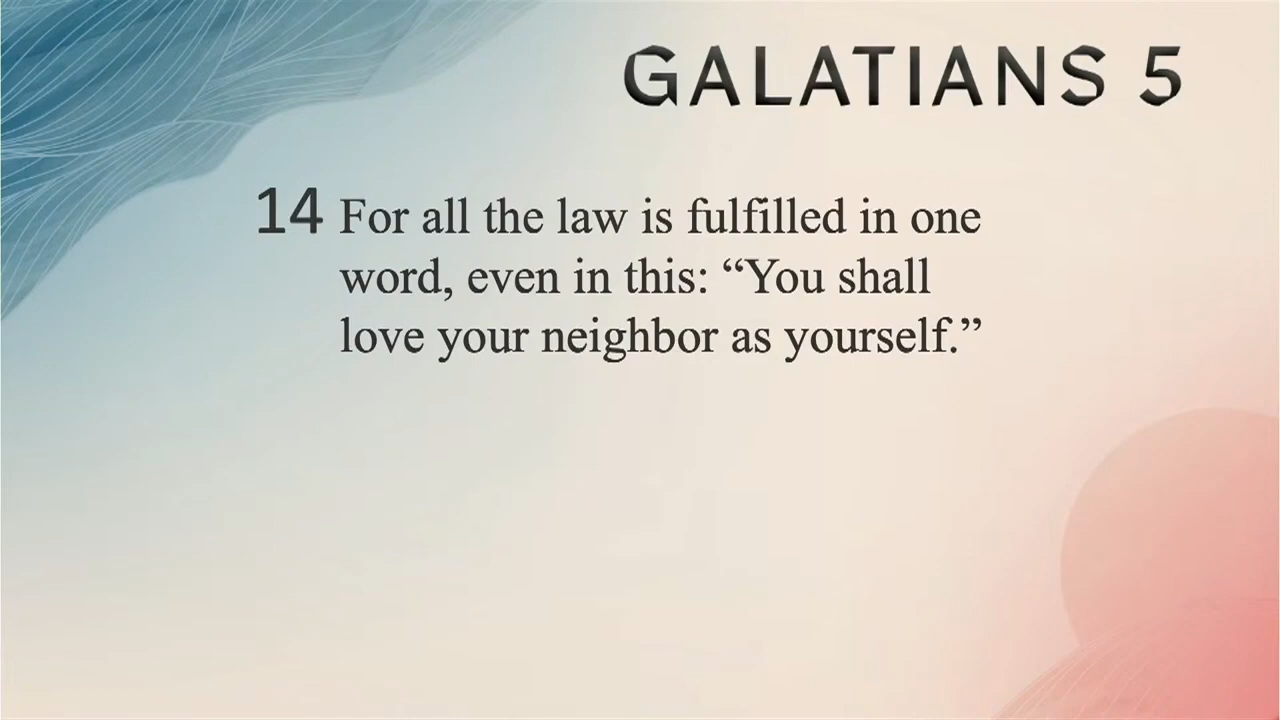 GALATIANS 5
14 For all the law is fulfilled in one
word, even in this: “You shall
love your neighbor as yourself.”